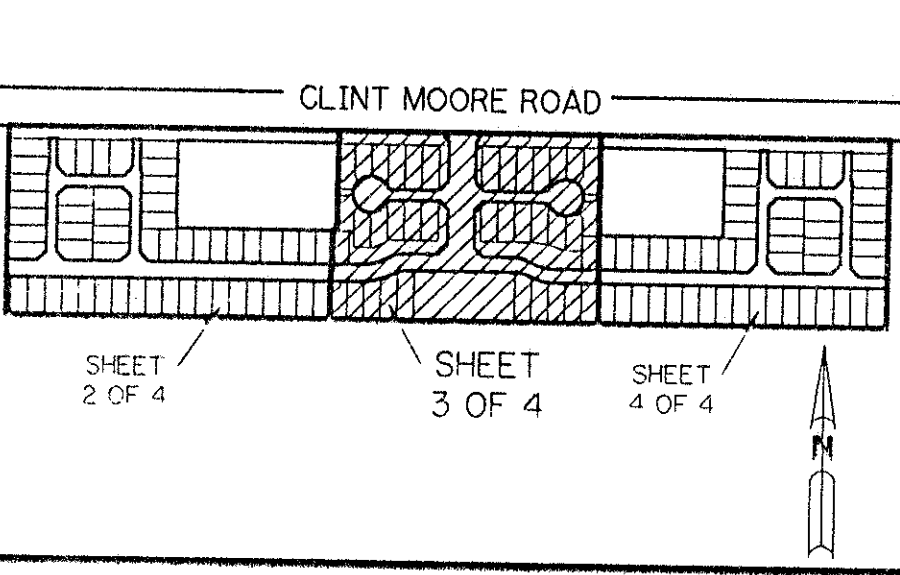 CLINT MOORE ROAD
SHEET
2 OF 4
SHEET
3 OF 4
SHEET
4 OF 4
N